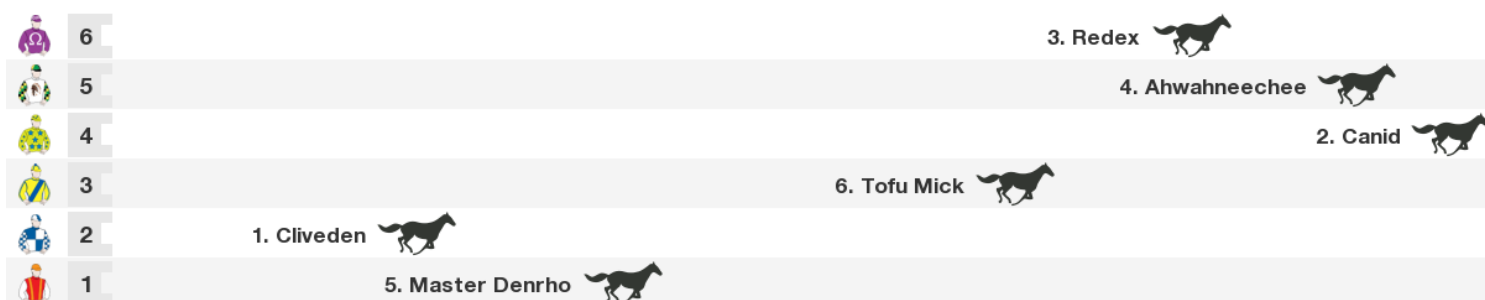 6 3. Redex
5 4. Ahwahneechee
4 2. Canid
3 6. Tofu Mick
2 1. Cliveden
1 5. Master Denrho